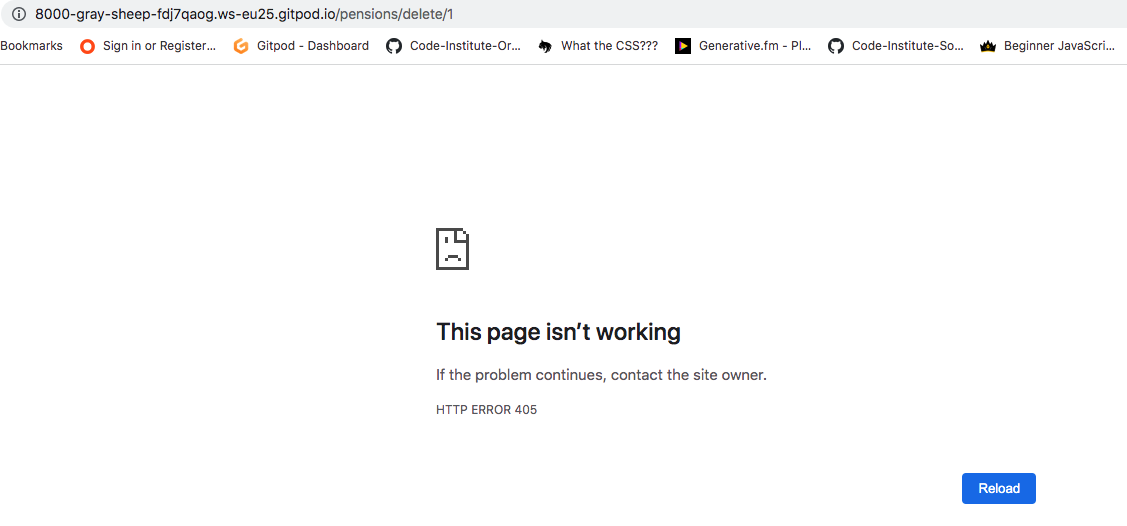 8000-gray-sheep-fdj7qaog.ws-eu25.gitpod.io/pensions/delete/1
Bookmarks Sign in or Register... Gitpod - Dashboard Code-Institute-Or... What the CSS??? Generative.fm - Pl... Code-Institute-So... Beginner JavaScri...
This page isn’t working
If the problem continues, contact the site owner.
HTTP ERROR 405
Reload